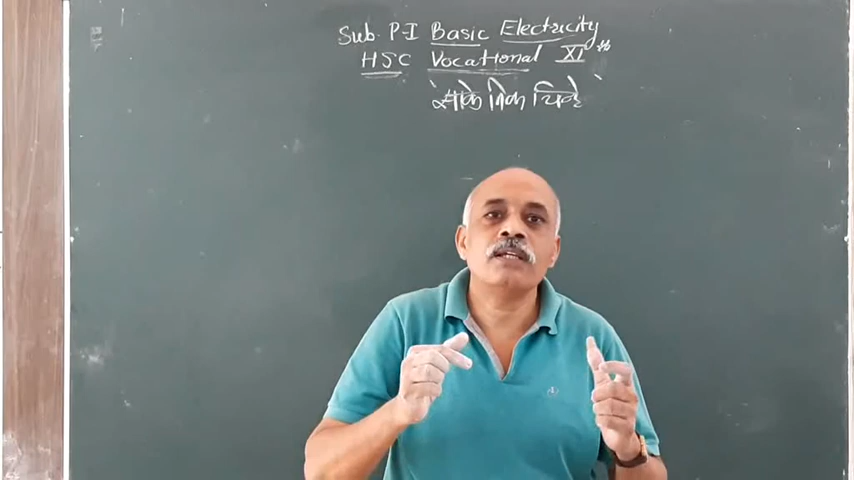 Sub. P-I Basic Electricity
HSC Vocational XIth
'सांकेतिक चिन्हे'